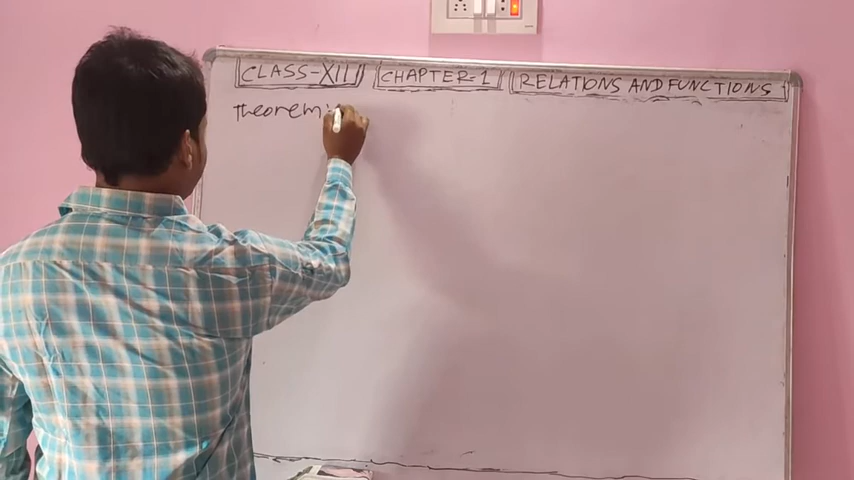 CLASS-XII CHAPTER-1 RELATIONS AND FUNCTIONS
theorem